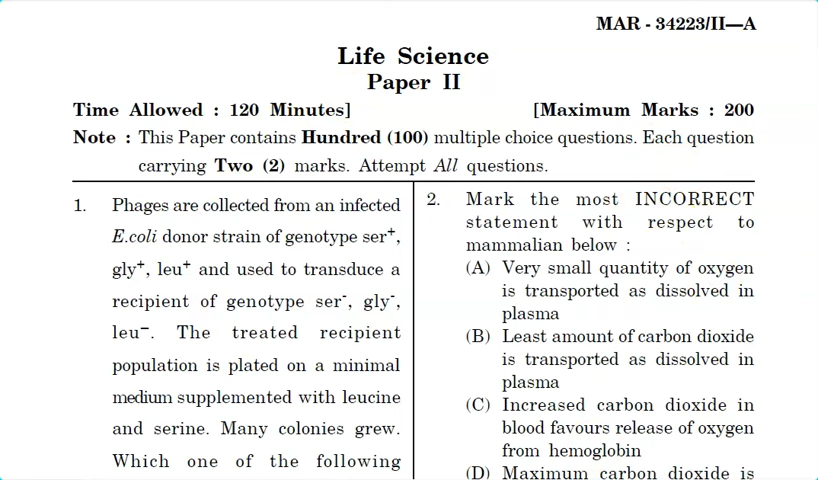 MAR - 34223/II—A
Life Science
Paper II
Time Allowed : 120 Minutes] [Maximum Marks : 200
Note : This Paper contains Hundred (100) multiple choice questions. Each question
carrying Two (2) marks. Attempt All questions.
1. Phages are collected from an infected
E.coli donor strain of genotype ser⁺,
gly⁺, leu⁺ and used to transduce a
recipient of genotype ser⁻, gly⁻,
leu⁻. The treated recipient
population is plated on a minimal
medium supplemented with leucine
and serine. Many colonies grew.
Which one of the following
2. Mark the most INCORRECT
statement with respect to
mammalian below :
(A) Very small quantity of oxygen
is transported as dissolved in
plasma
(B) Least amount of carbon dioxide
is transported as dissolved in
plasma
(C) Increased carbon dioxide in
blood favours release of oxygen
from hemoglobin
(D) Maximum carbon dioxide is